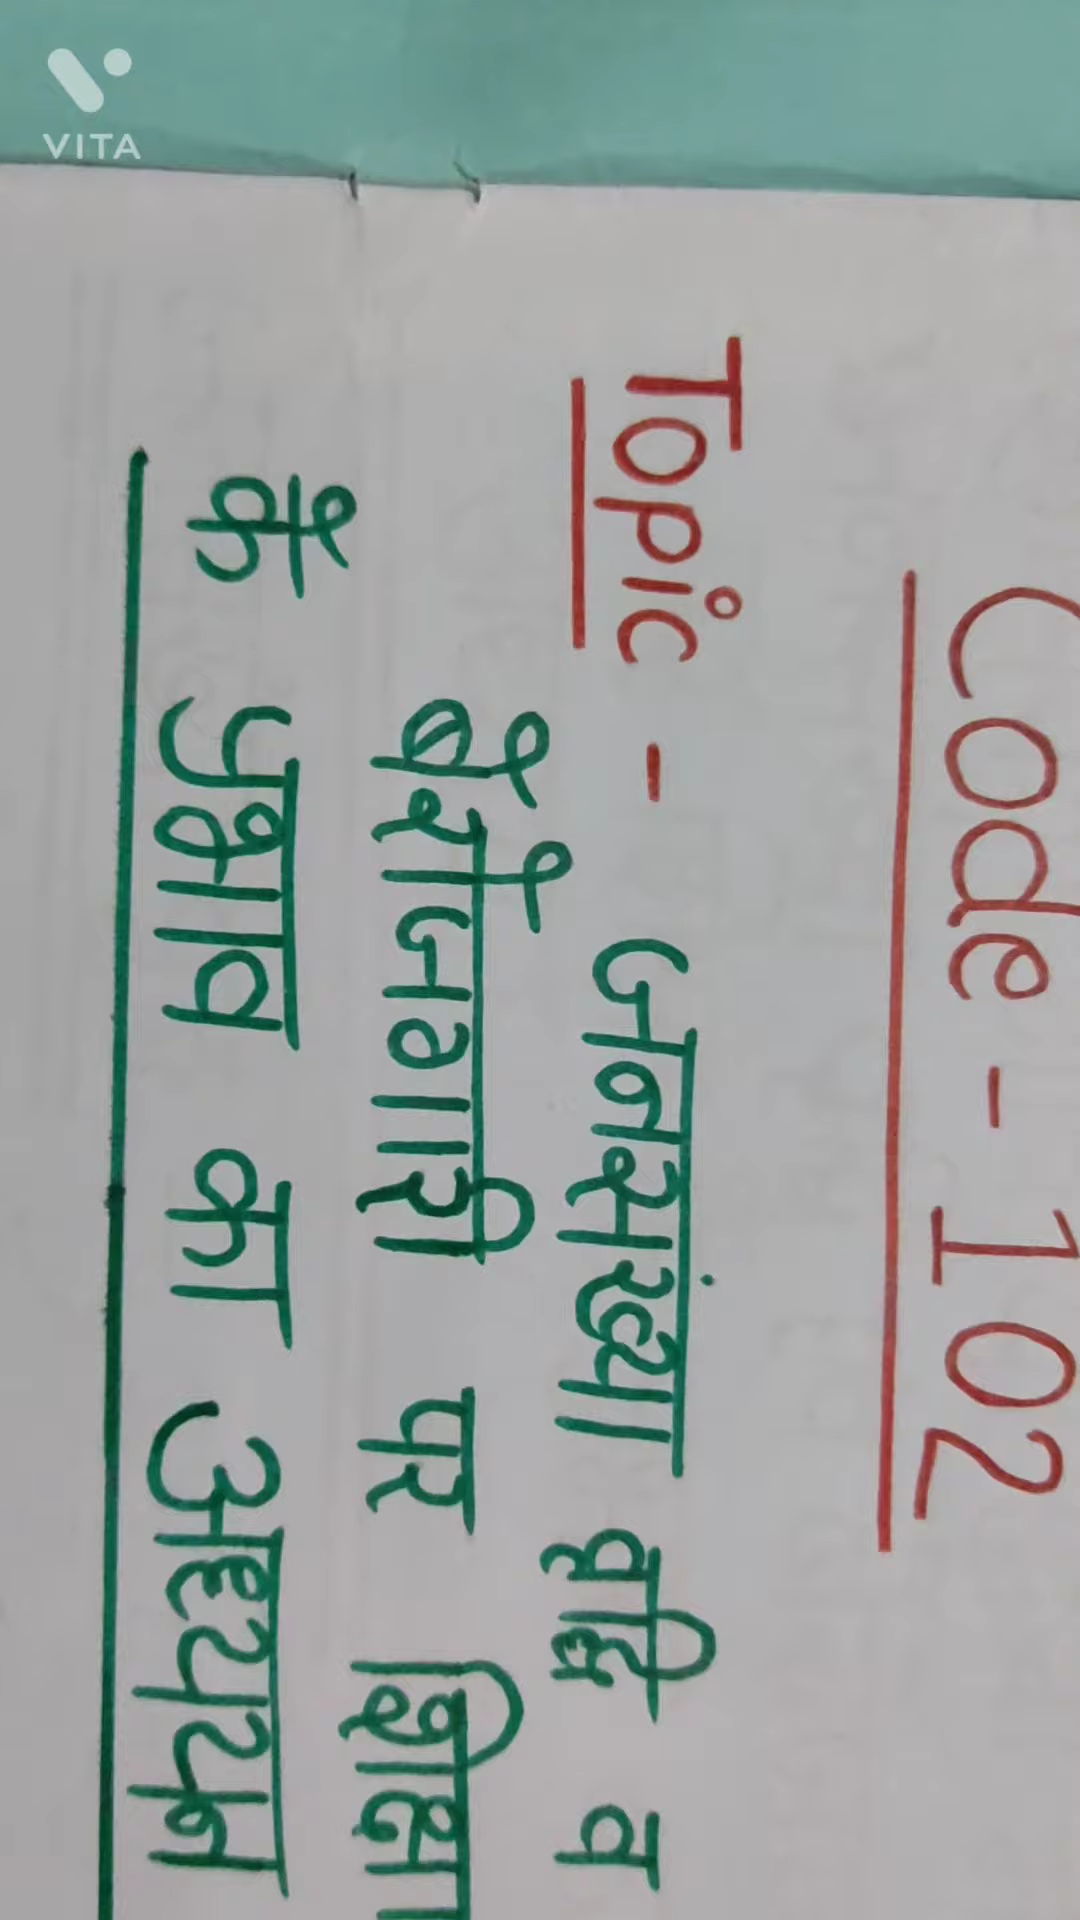 VITA
Code - 102
Topic -
जनसंख्या वृद्धि व
बेरोजगारी पर शिक्षा
के प्रभाव का अध्ययन